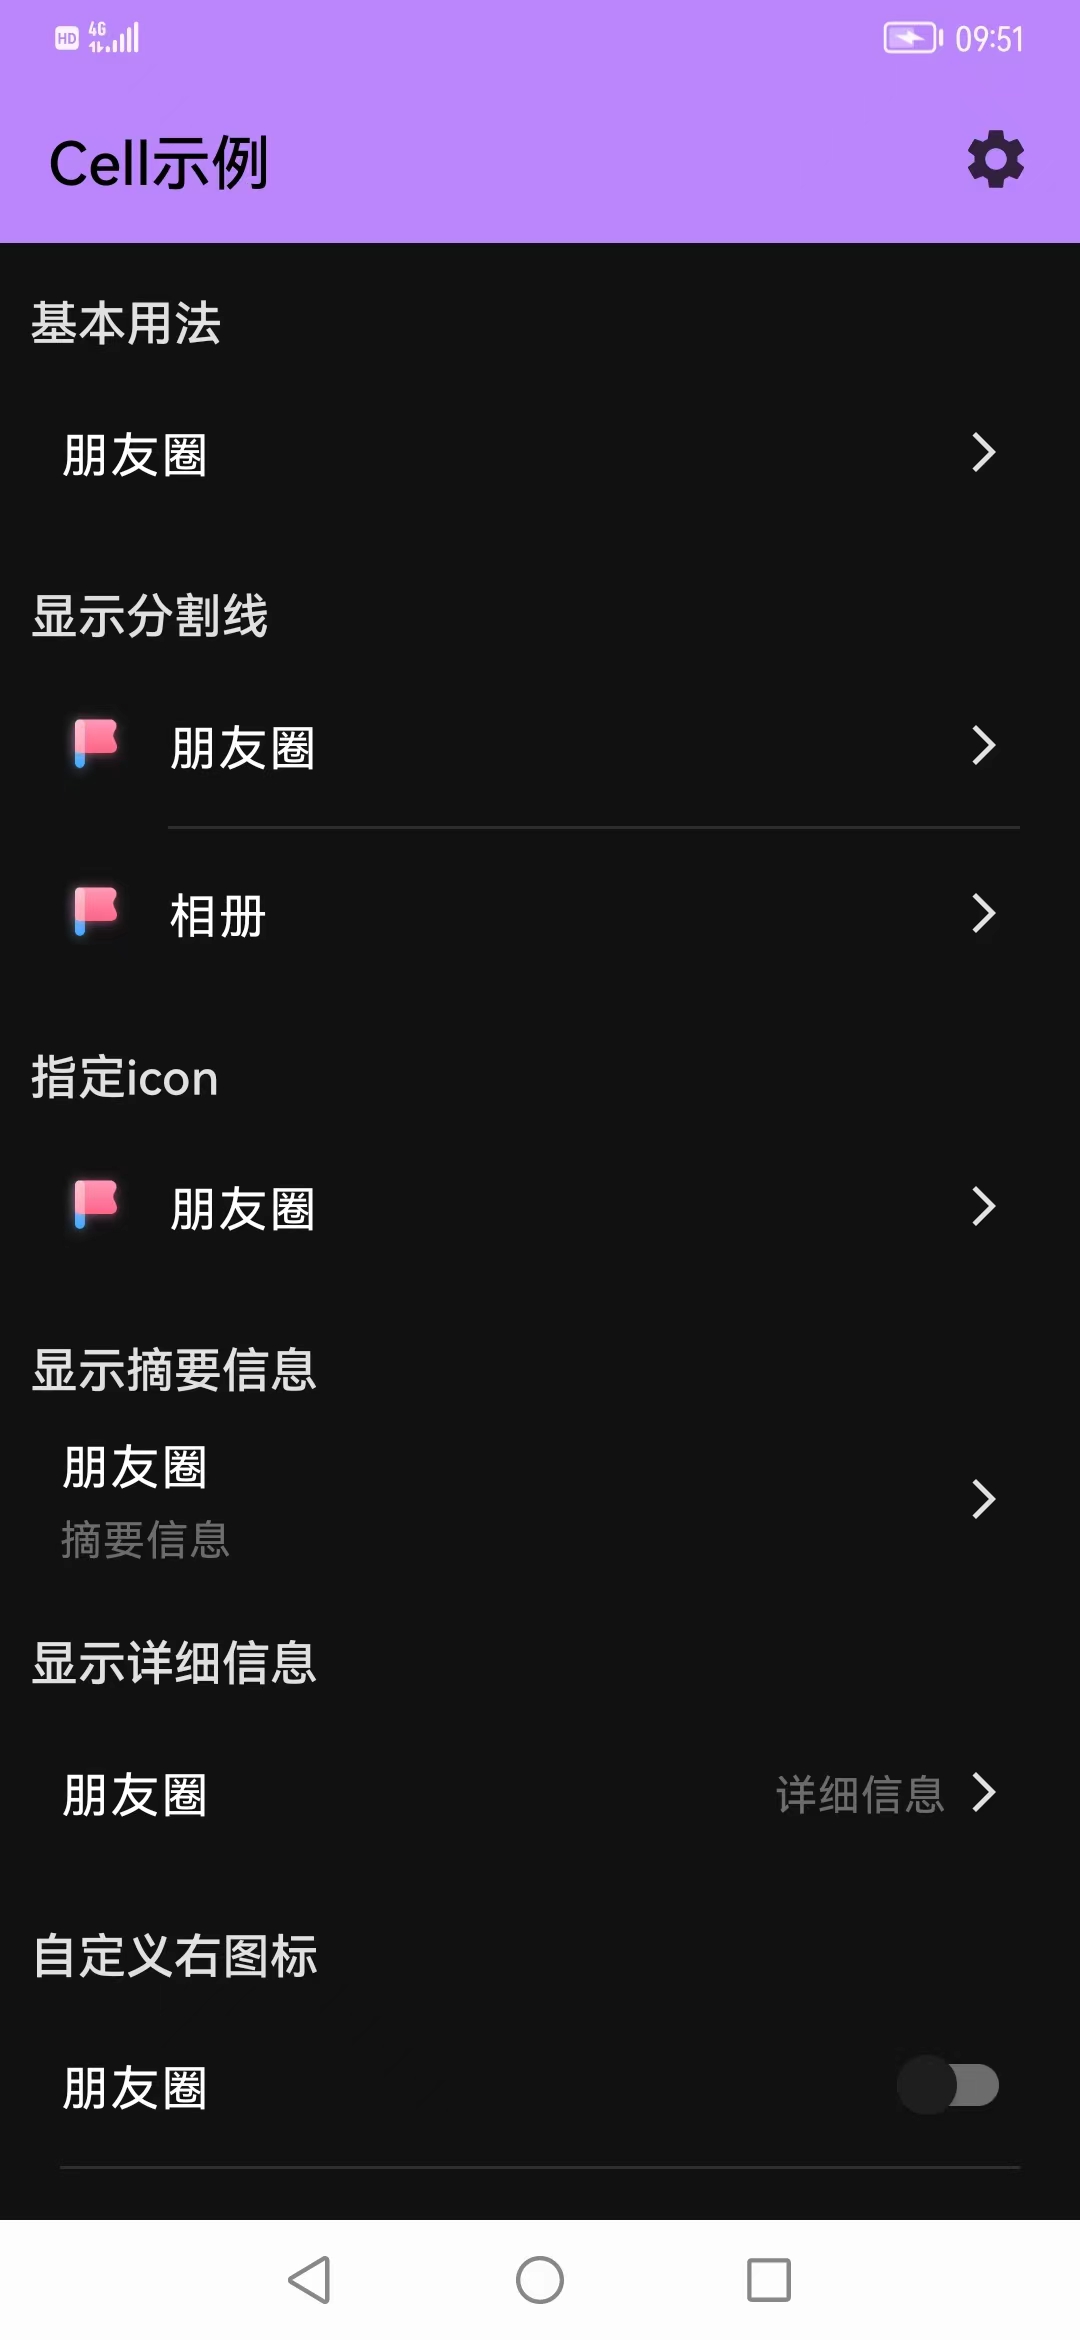 HD 4G 09:51
Cell示例
基本用法
朋友圈
显示分割线
朋友圈
相册
指定icon
朋友圈
显示摘要信息
朋友圈
摘要信息
显示详细信息
朋友圈 详细信息
自定义右图标
朋友圈